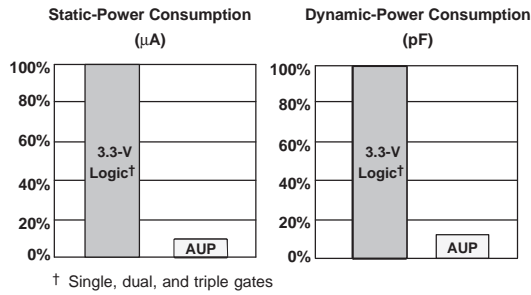 Static-Power Consumption
(µA)
100%
80%
60%
40%
20%
0%
3.3-V
Logic†
AUP
Dynamic-Power Consumption
(pF)
100%
80%
60%
40%
20%
0%
3.3-V
Logic†
AUP
† Single, dual, and triple gates